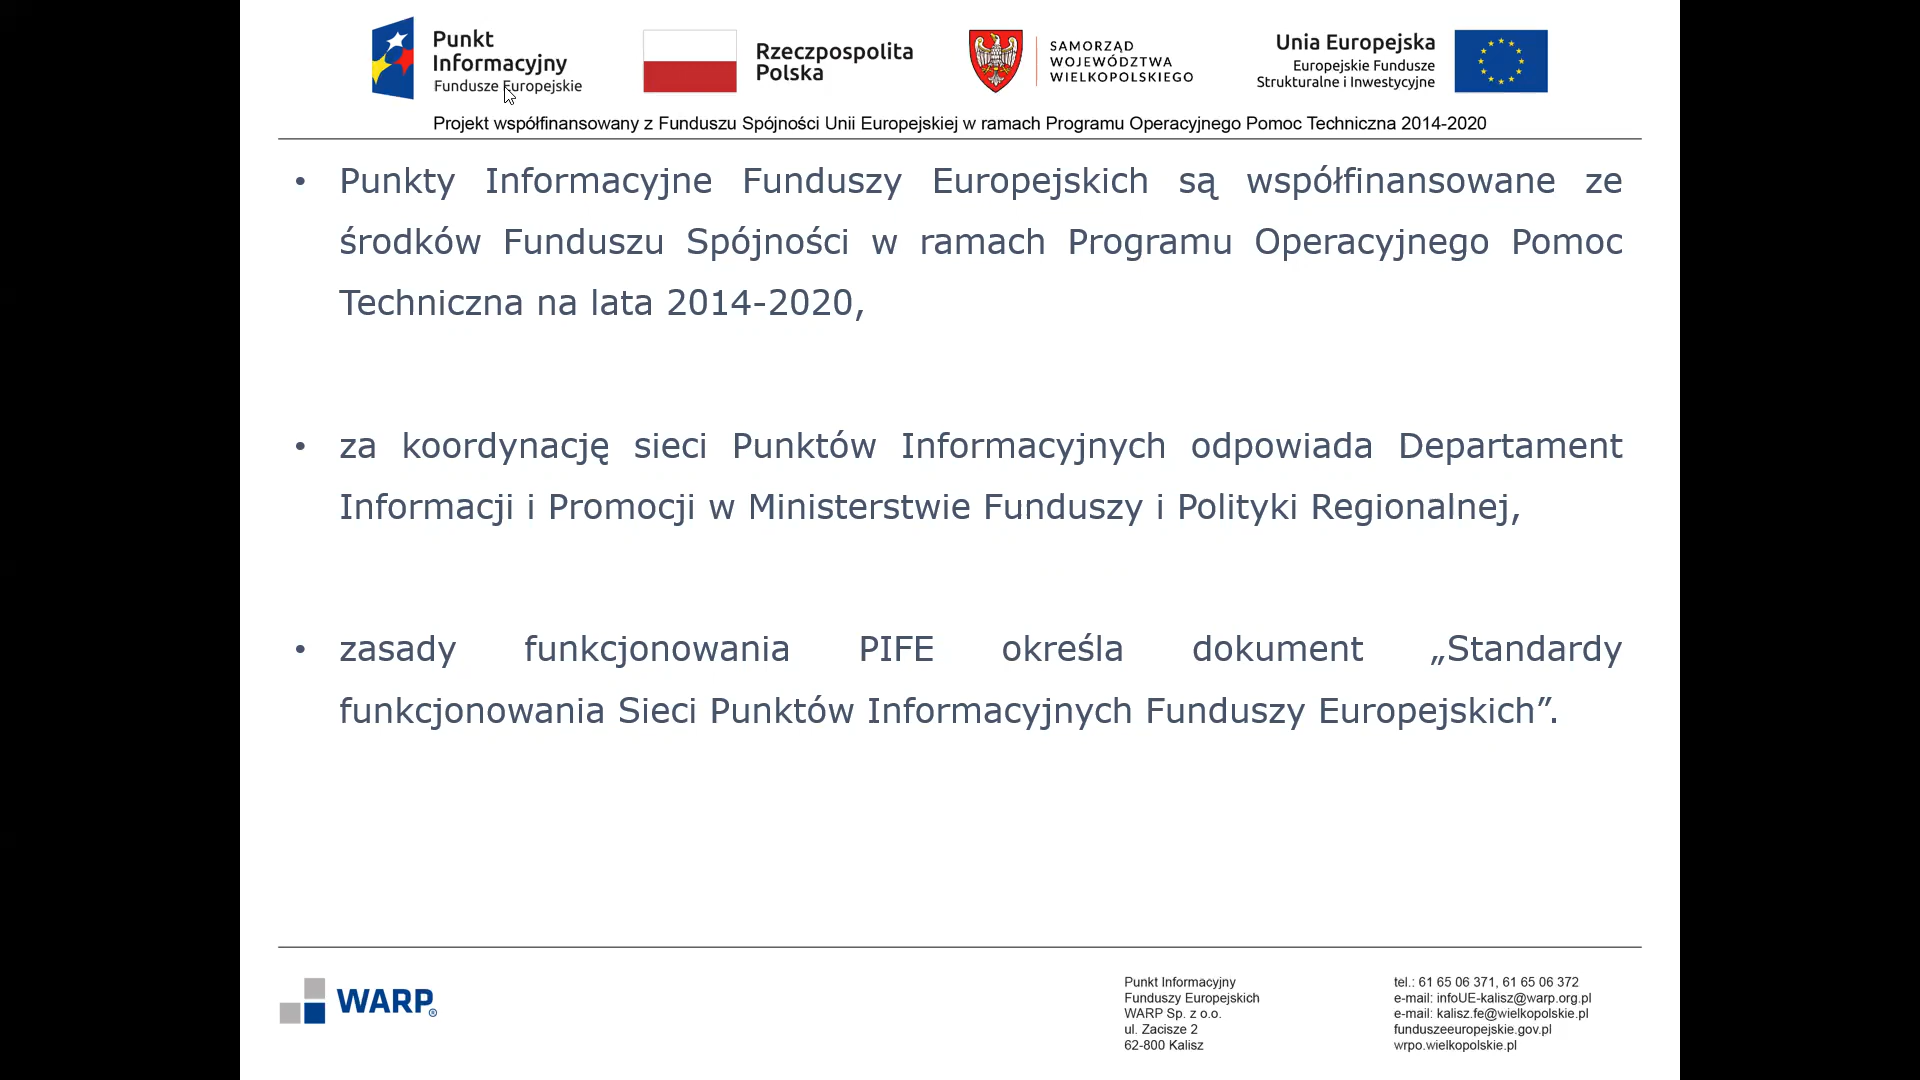 Punkt
Informacyjny
Fundusze Europejskie
Rzeczpospolita
Polska
SAMORZĄD
WOJEWÓDZTWA
WIELKOPOLSKIEGO
Unia Europejska
Europejskie Fundusze
Strukturalne i Inwestycyjne
Projekt współfinansowany z Funduszu Spójności Unii Europejskiej w ramach Programu Operacyjnego Pomoc Techniczna 2014-2020
• Punkty Informacyjne Funduszy Europejskich są współfinansowane ze
środków Funduszu Spójności w ramach Programu Operacyjnego Pomoc
Techniczna na lata 2014-2020,
• za koordynację sieci Punktów Informacyjnych odpowiada Departament
Informacji i Promocji w Ministerstwie Funduszy i Polityki Regionalnej,
• zasady funkcjonowania PIFE określa dokument „Standardy
funkcjonowania Sieci Punktów Informacyjnych Funduszy Europejskich”.
WARP®
Punkt Informacyjny
Funduszy Europejskich
WARP Sp. z o.o.
ul. Zacisze 2
62-800 Kalisz
tel.: 61 65 06 371, 61 65 06 372
e-mail: infoUE-kalisz@warp.org.pl
e-mail: kalisz.fe@wielkopolskie.pl
funduszeeuropejskie.gov.pl
wrpo.wielkopolskie.pl